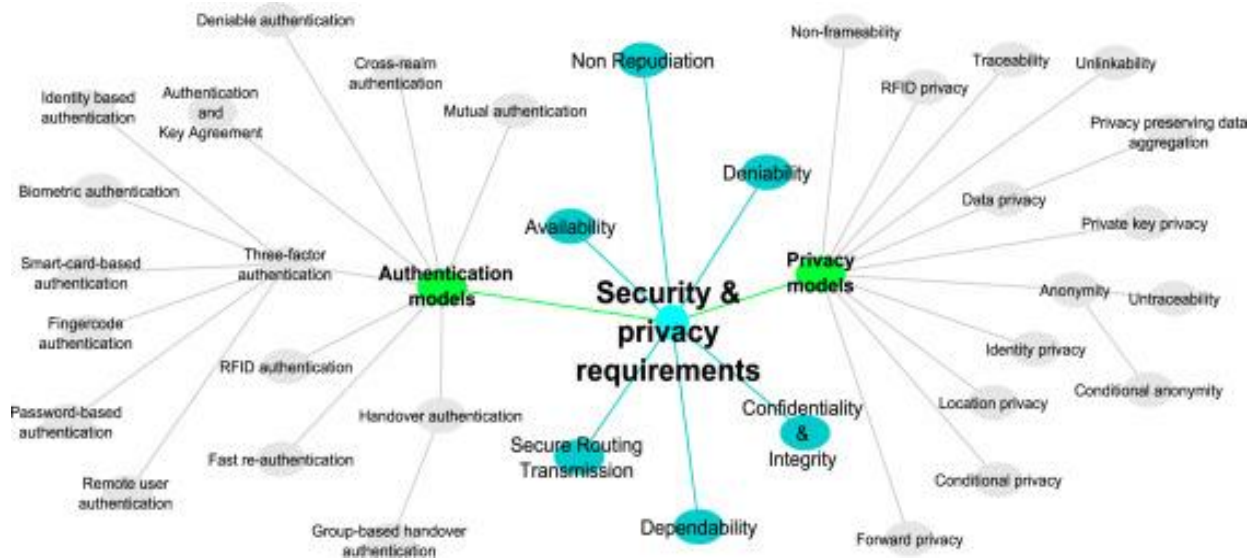 Deniable authentication
Cross-realm
authentication
Identity based
authentication
Authentication
and
Key Agreement
Mutual authentication
Biometric authentication
Smart-card-based
authentication
Three-factor
authentication
Authentication
models
Fingercode
authentication
RFID authentication
Password-based
authentication
Handover authentication
Fast re-authentication
Remote user
authentication
Group-based handover
authentication
Non Repudiation
Deniability
Availability
Security &
privacy
requirements
Confidentiality
&
Integrity
Secure Routing
Transmission
Dependability
Non-frameability
Traceability
Unlinkability
RFID privacy
Privacy preserving data
aggregation
Data privacy
Private key privacy
Privacy
models
Anonymity
Untraceability
Identity privacy
Conditional anonymity
Location privacy
Conditional privacy
Forward privacy